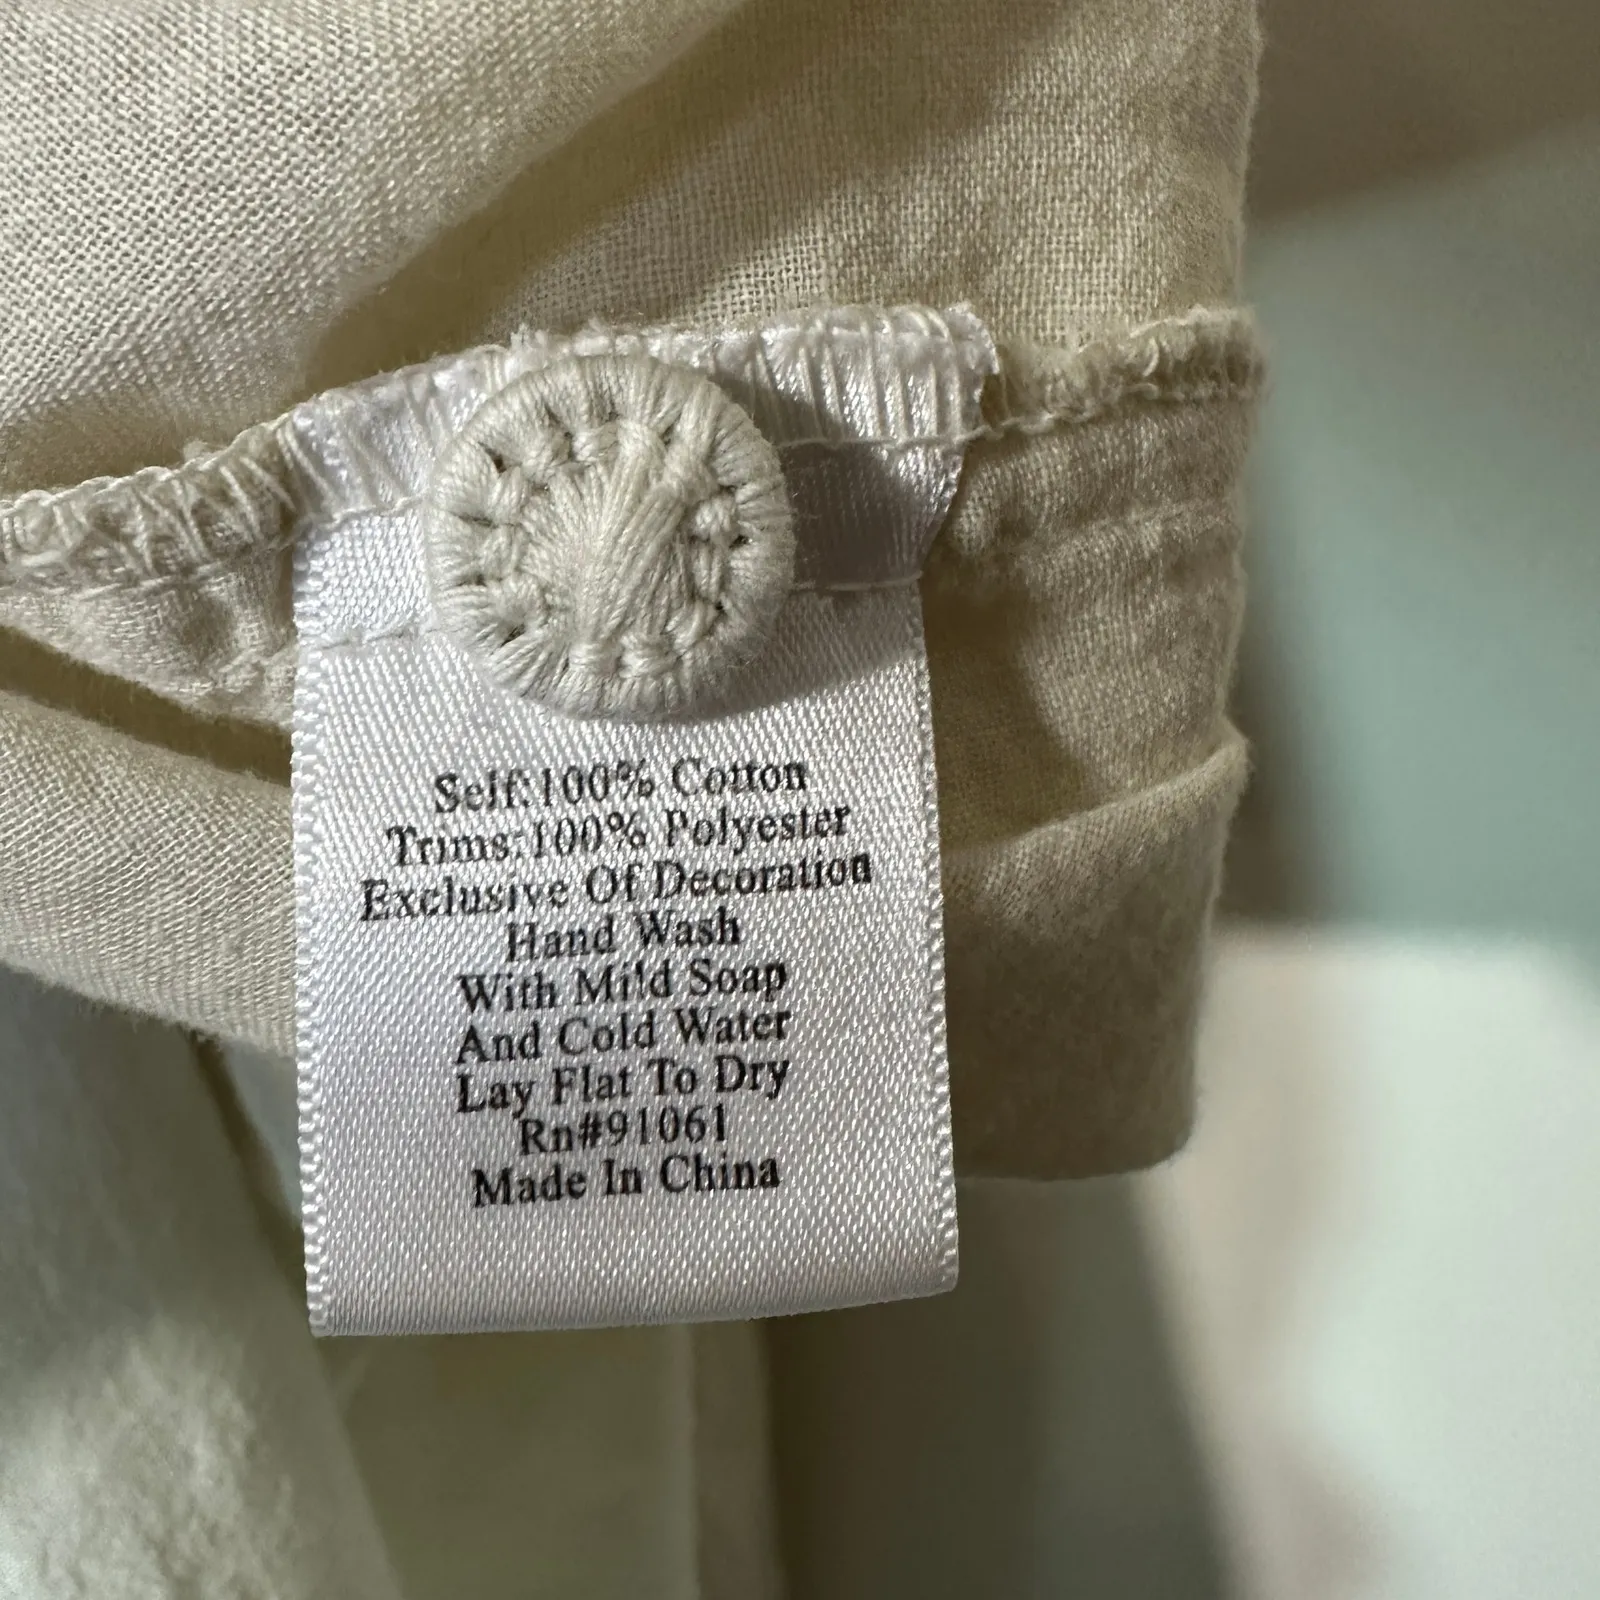 Self:100% Cotton
Trims:100% Polyester
Exclusive Of Decoration
Hand Wash
With Mild Soap
And Cold Water
Lay Flat To Dry
Rn#91061
Made In China